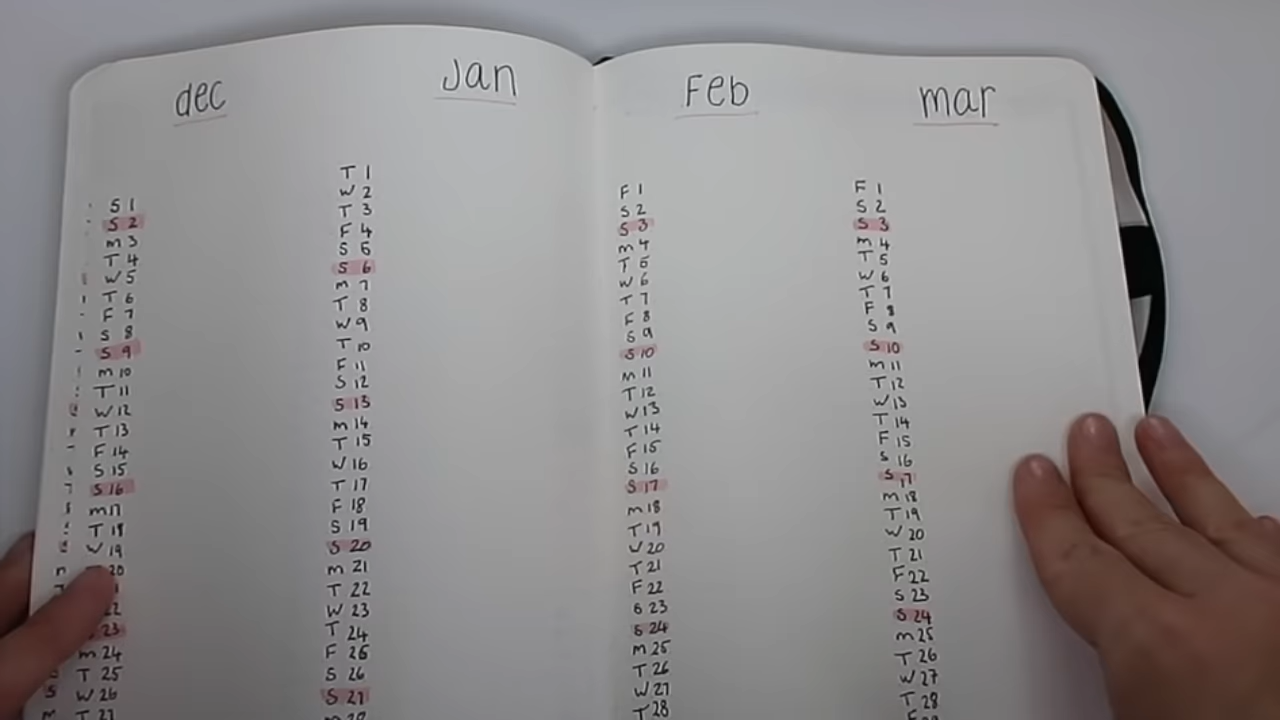 dec
S 1
S 2
m 3
T 4
W 5
T 6
F 7
S 8
S 9
m 10
T 11
W 12
T 13
F 14
S 15
S 16
m 17
T 18
W 19
20
22
23
m 24
T 25
W 26
T 27
Jan
T 1
W 2
T 3
F 4
S 5
S 6
m 7
T 8
W 9
T 10
F 11
S 12
S 13
m 14
T 15
W 16
T 17
F 18
S 19
S 20
m 21
T 22
W 23
T 24
F 25
S 26
S 27
Feb
F 1
S 2
S 3
m 4
T 5
W 6
T 7
F 8
S 9
S 10
m 11
T 12
W 13
T 14
F 15
S 16
S 17
m 18
T 19
W 20
T 21
F 22
S 23
S 24
m 25
T 26
W 27
T 28
mar
F 1
S 2
S 3
m 4
T 5
W 6
T 7
F 8
S 9
S 10
m 11
T 12
W 13
T 14
F 15
S 16
S 17
m 18
T 19
W 20
T 21
F 22
S 23
S 24
m 25
T 26
W 27
T 28